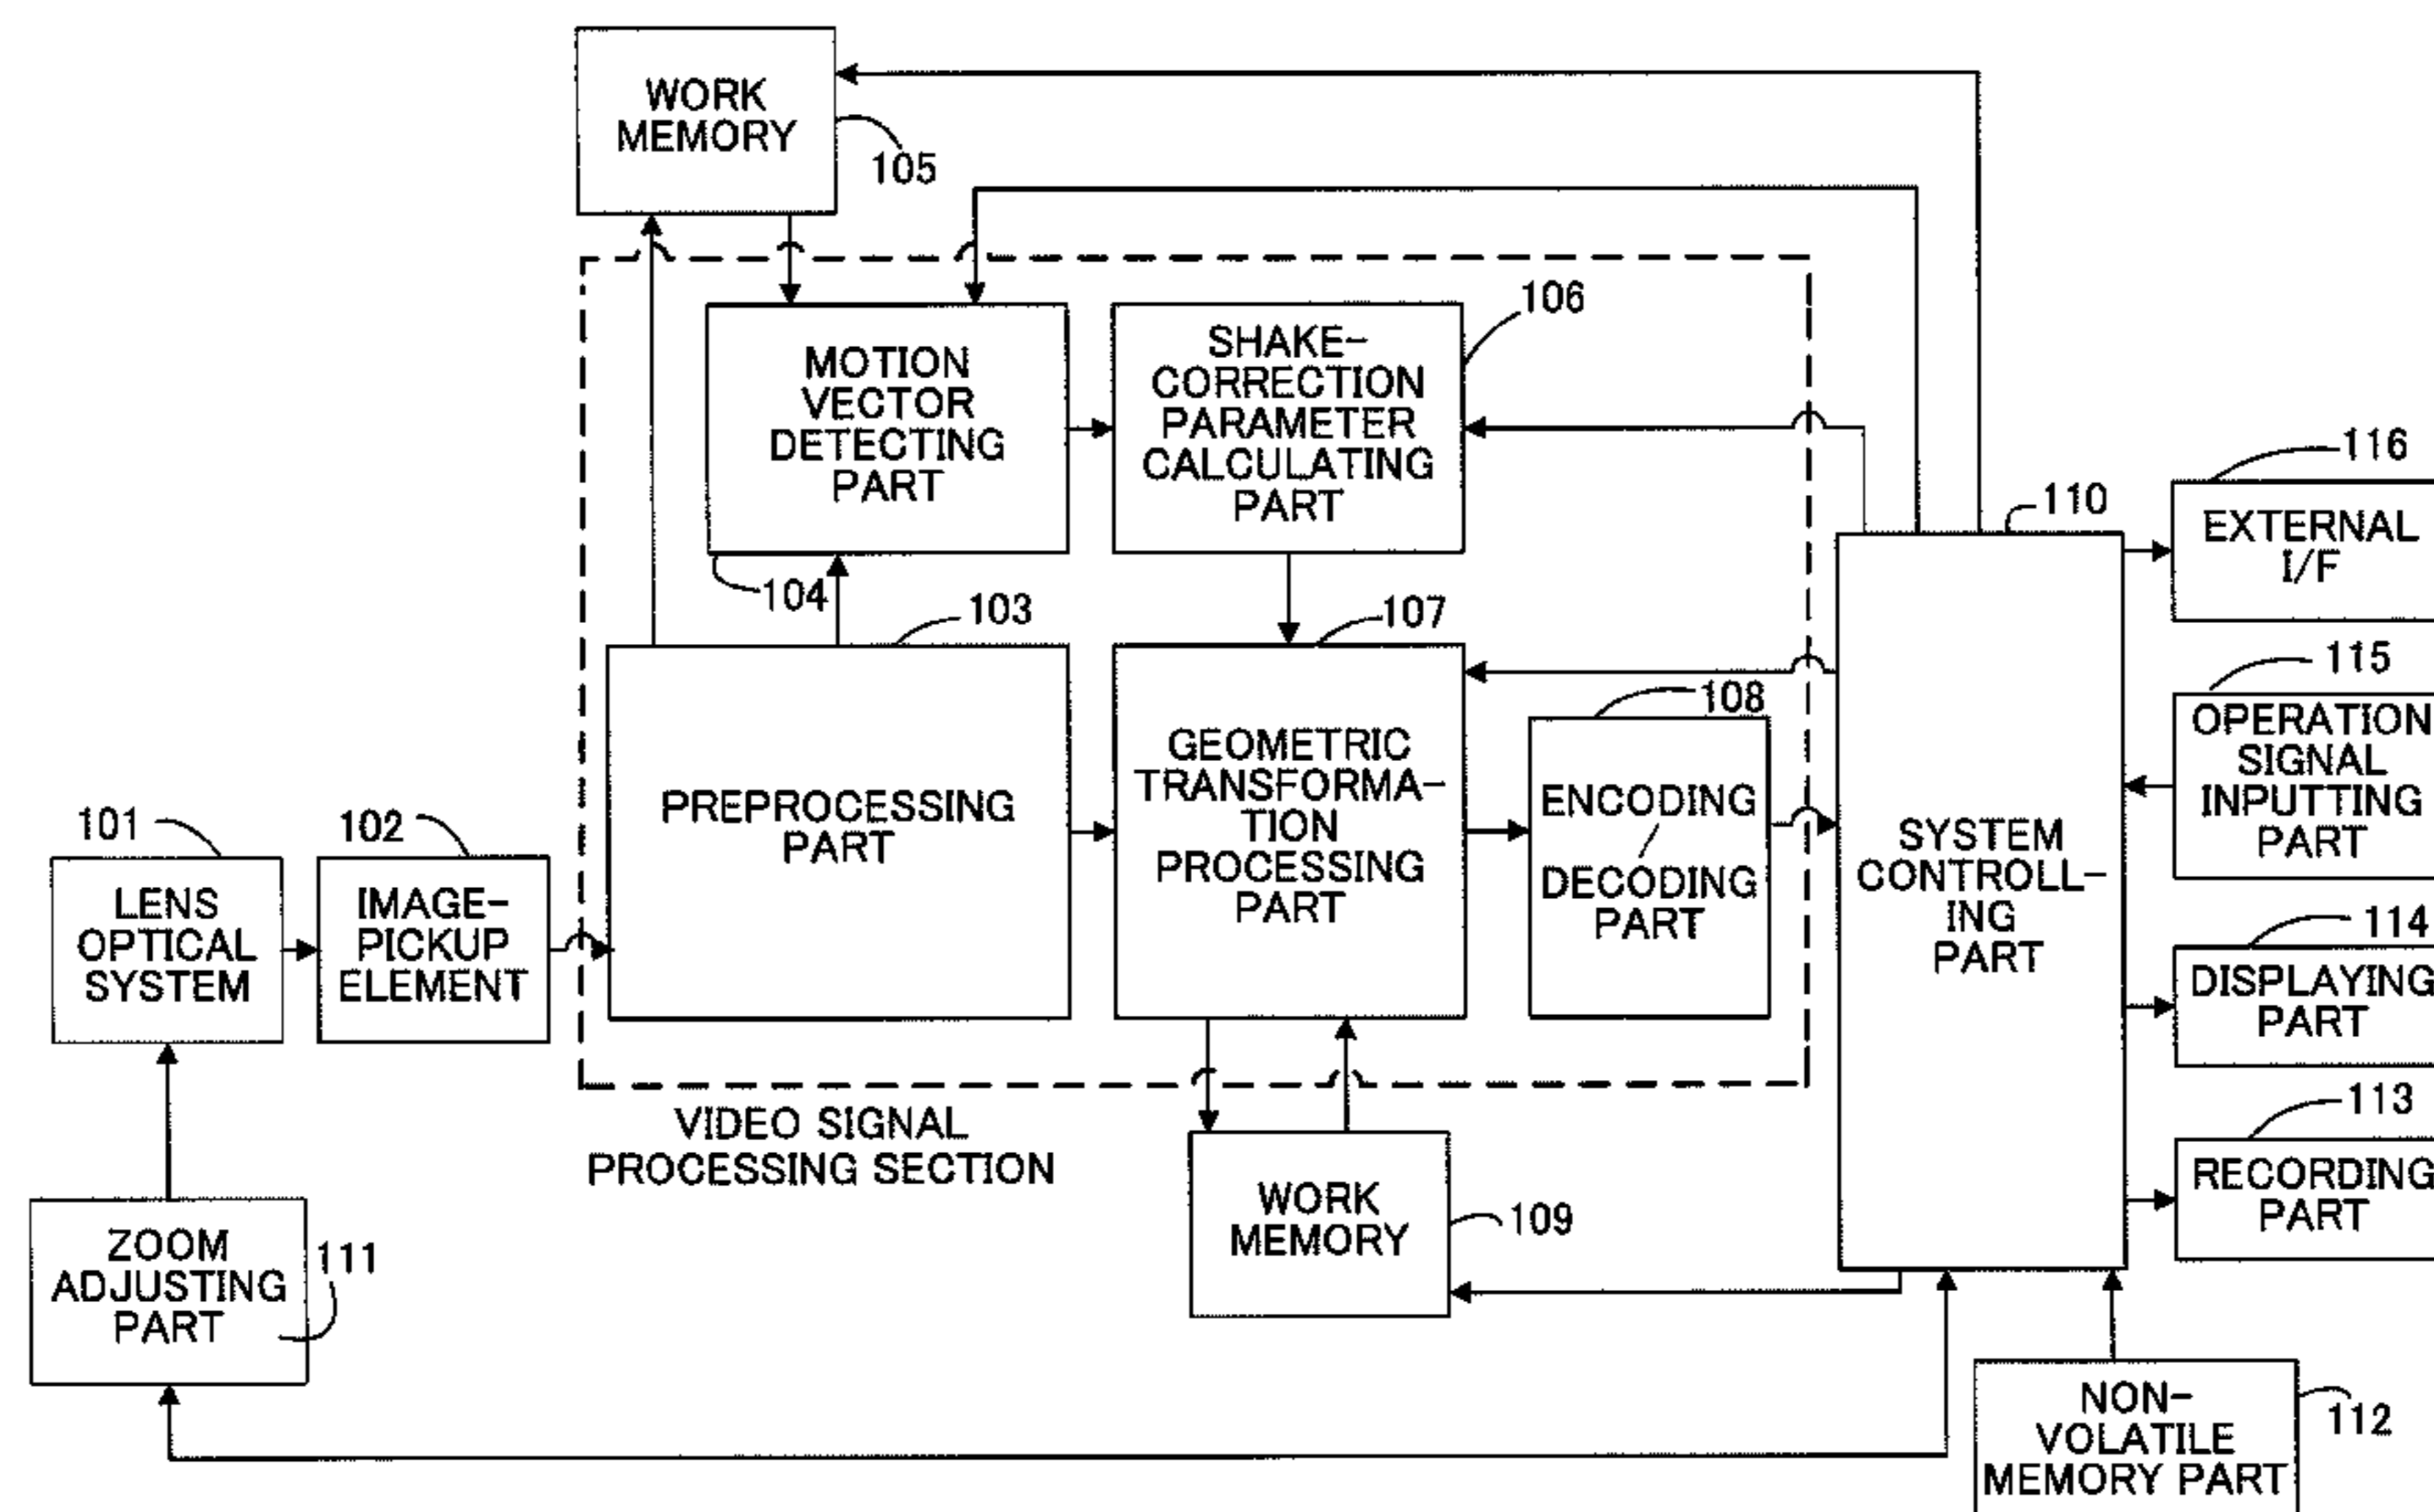 WORK
MEMORY
105
MOTION
VECTOR
DETECTING
PART
104
SHAKE-
CORRECTION
PARAMETER
CALCULATING
PART
106
116
EXTERNAL
I/F
110
103
107
115
OPERATION
SIGNAL
INPUTTING
PART
108
PREPROCESSING
PART
GEOMETRIC
TRANSFORMA-
TION
PROCESSING
PART
ENCODING
/
DECODING
PART
SYSTEM
CONTROLL-
ING
PART
101
LENS
OPTICAL
SYSTEM
102
IMAGE-
PICKUP
ELEMENT
114
DISPLAYING
PART
VIDEO SIGNAL
PROCESSING SECTION
113
RECORDING
PART
WORK
MEMORY
109
ZOOM
ADJUSTING
PART
111
NON-
VOLATILE
MEMORY PART
112